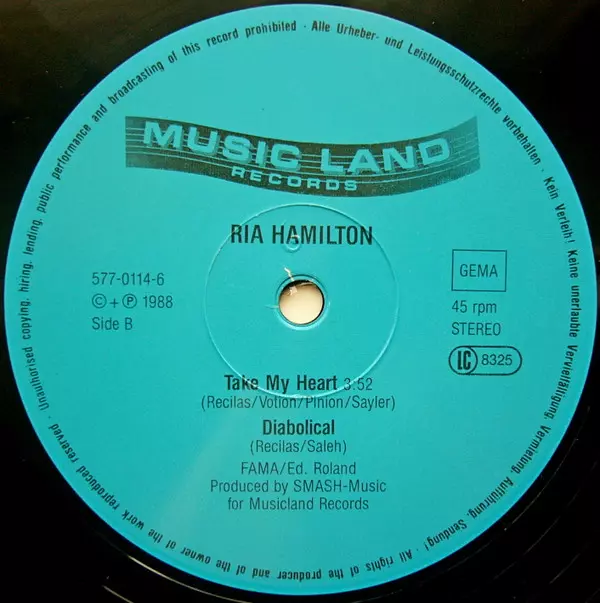 Unauthorised copying, hiring, lending, public performance and broadcasting of this record prohibited · Alle Urheber- und Leistungsschutzrechte vorbehalten · Kein Verleih! Keine unerlaubte Vervielfältigung, Vermietung, Aufführung, Sendung! · All rights of the producer and of the owner of the work reproduced reserved ·
MUSIC LAND
RECORDS
RIA HAMILTON
577-0114-6
© + ℗ 1988
Side B
GEMA
45 rpm
STEREO
LC 8325
Take My Heart 3:52
(Recilas/Votion/Pinion/Sayler)
Diabolical
(Recilas/Saleh)
FAMA/Ed. Roland
Produced by SMASH-Music
for Musicland Records